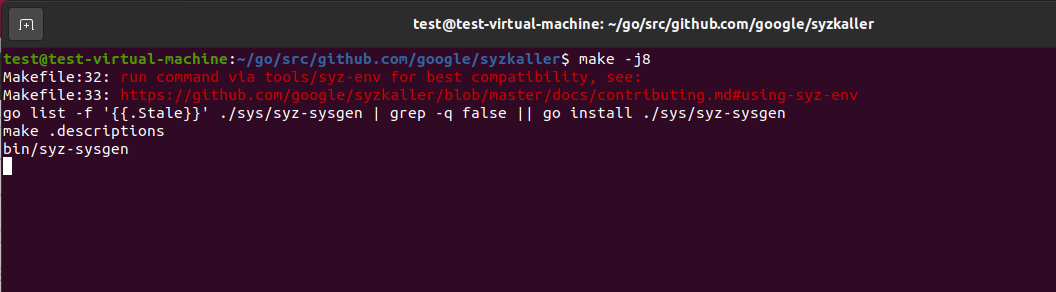 test@test-virtual-machine: ~/go/src/github.com/google/syzkaller
test@test-virtual-machine:~/go/src/github.com/google/syzkaller$ make -j8
Makefile:32: run command via tools/syz-env for best compatibility, see:
Makefile:33: https://github.com/google/syzkaller/blob/master/docs/contributing.md#using-syz-env
go list -f '{{.Stale}}' ./sys/syz-sysgen | grep -q false || go install ./sys/syz-sysgen
make .descriptions
bin/syz-sysgen